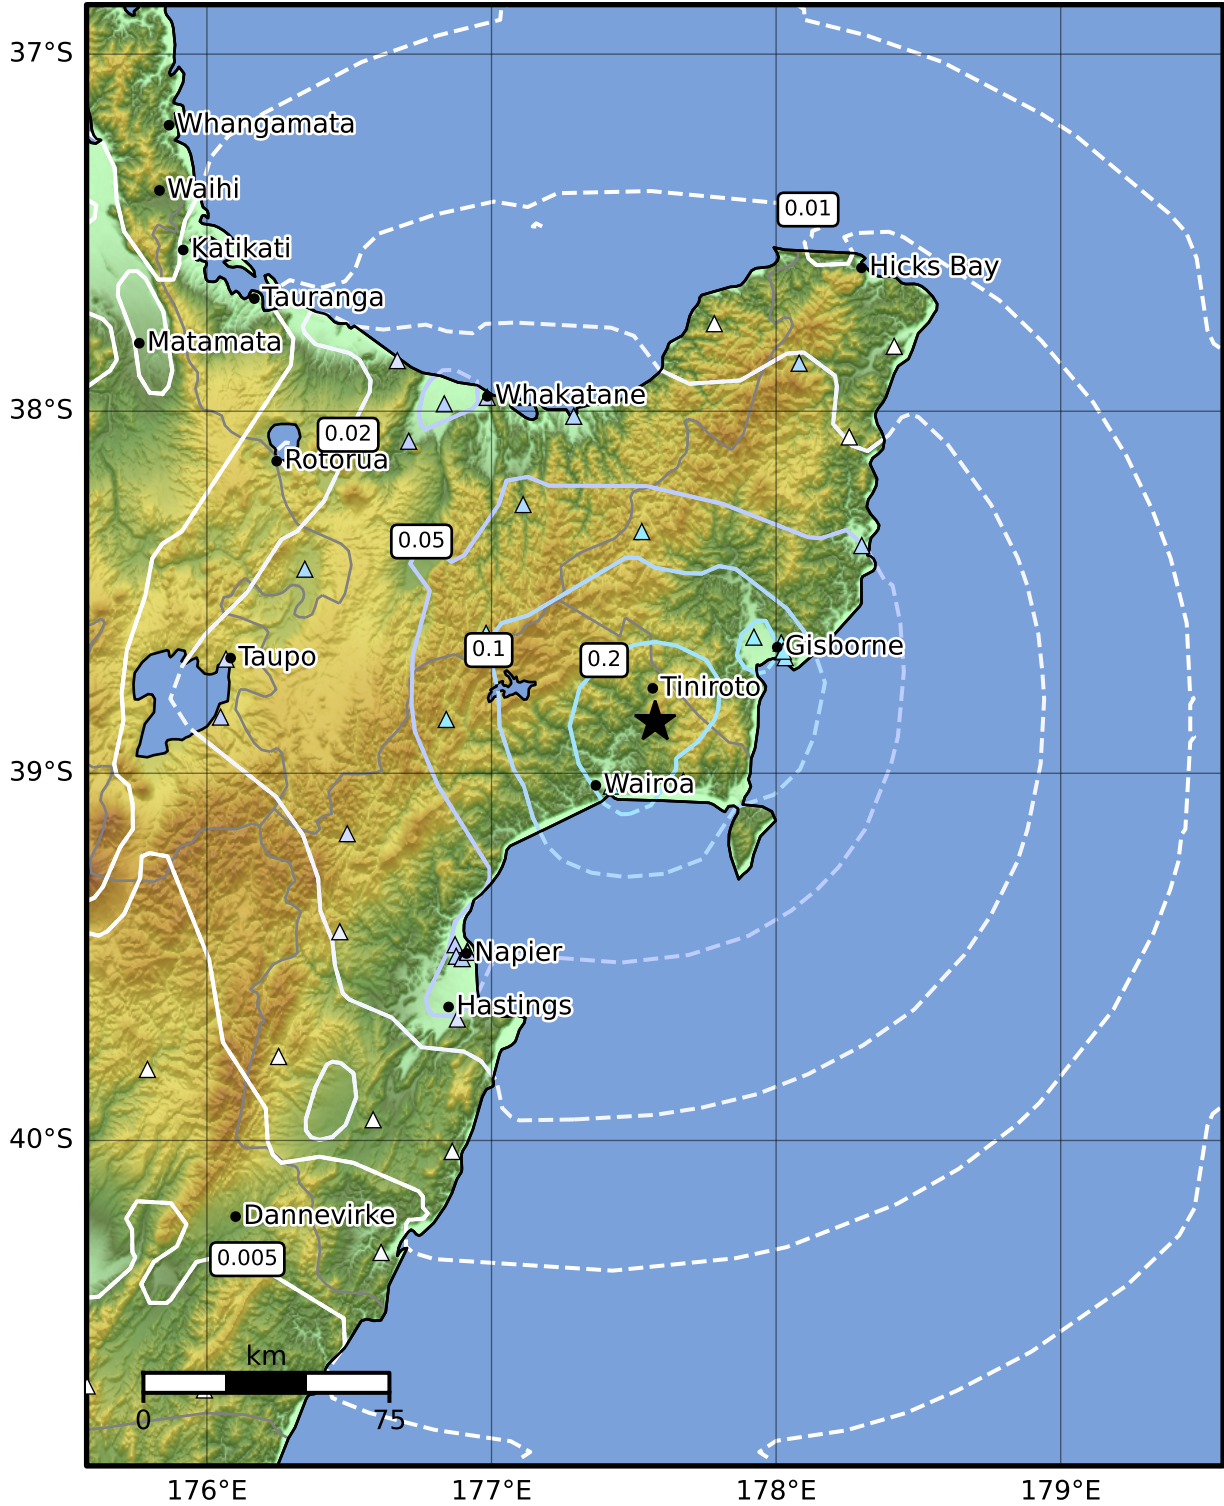 37°S
Whangamata
Waihi
0.01
Katikati
Hicks Bay
Tauranga
Matamata
Whakatane
38°S
0.02
Rotorua
0.05
Gisborne
0.1
Taupo
0.2
Tiniroto
39°S
Wairoa
Napier
Hastings
40°S
Dannevirke
0.005
km
0 75
176°E 177°E 178°E 179°E